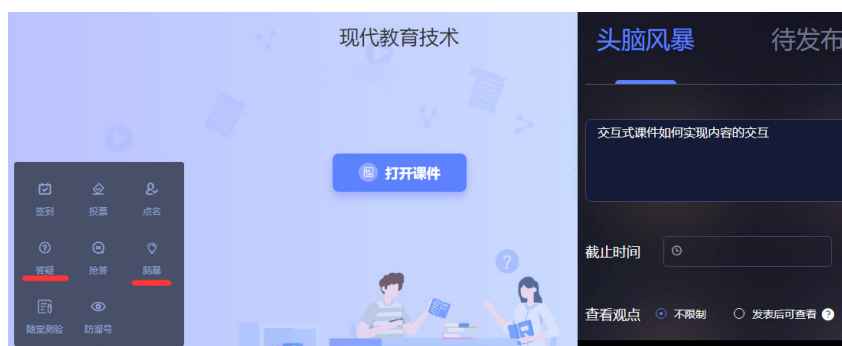 现代教育技术
打开课件
签到 投票 点名
答疑 抢答 脑暴
随堂测验 防溜号
头脑风暴 待发布
交互式课件如何实现内容的交互
截止时间
查看观点 不限制 发表后可查看 ?